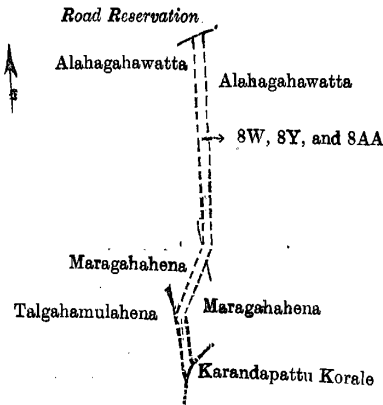 Road Reservation
Alahagahawatta
Alahagahawatta
8W, 8Y, and 8AA
Maragahahena
Talgahamulahena
Maragahahena
Karandapattu Korale